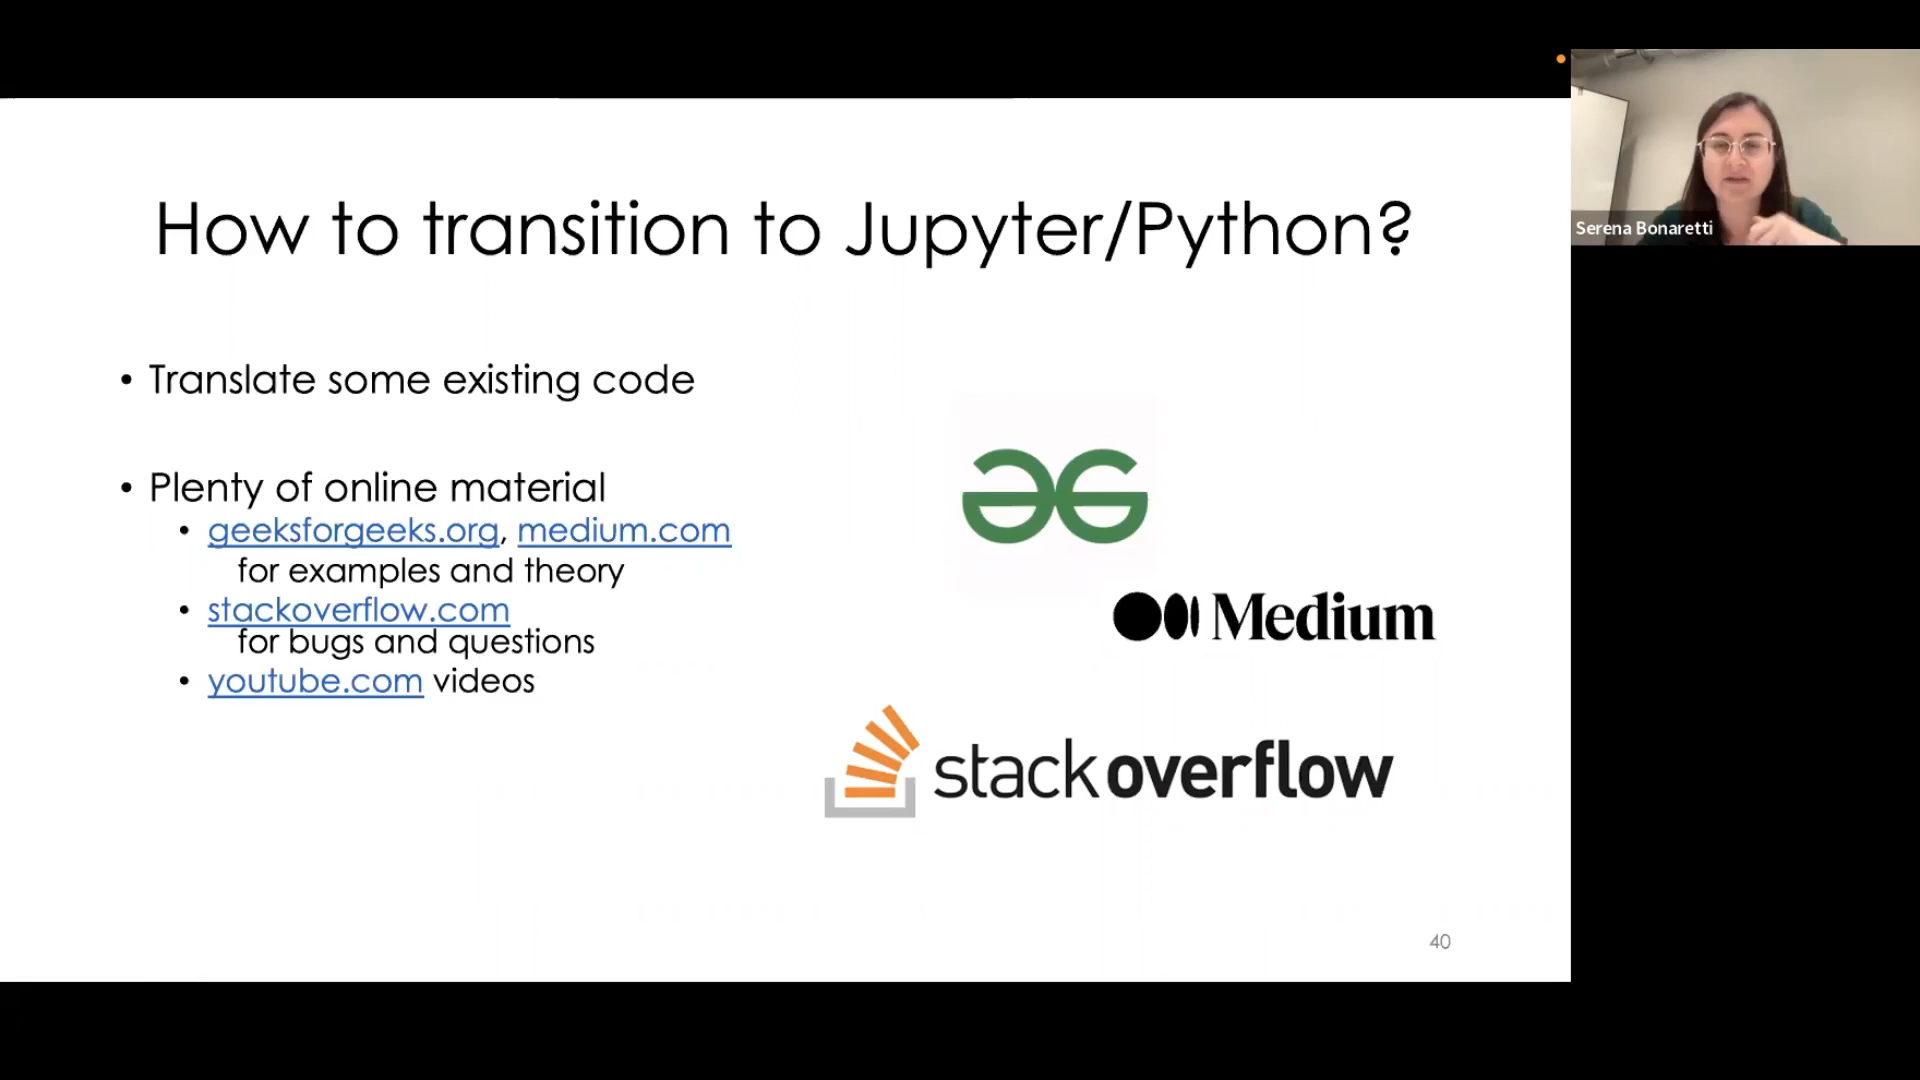 How to transition to Jupyter/Python?
• Translate some existing code
• Plenty of online material
• geeksforgeeks.org, medium.com
for examples and theory
• stackoverflow.com
for bugs and questions
• youtube.com videos
Medium
stackoverflow
40
Serena Bonaretti